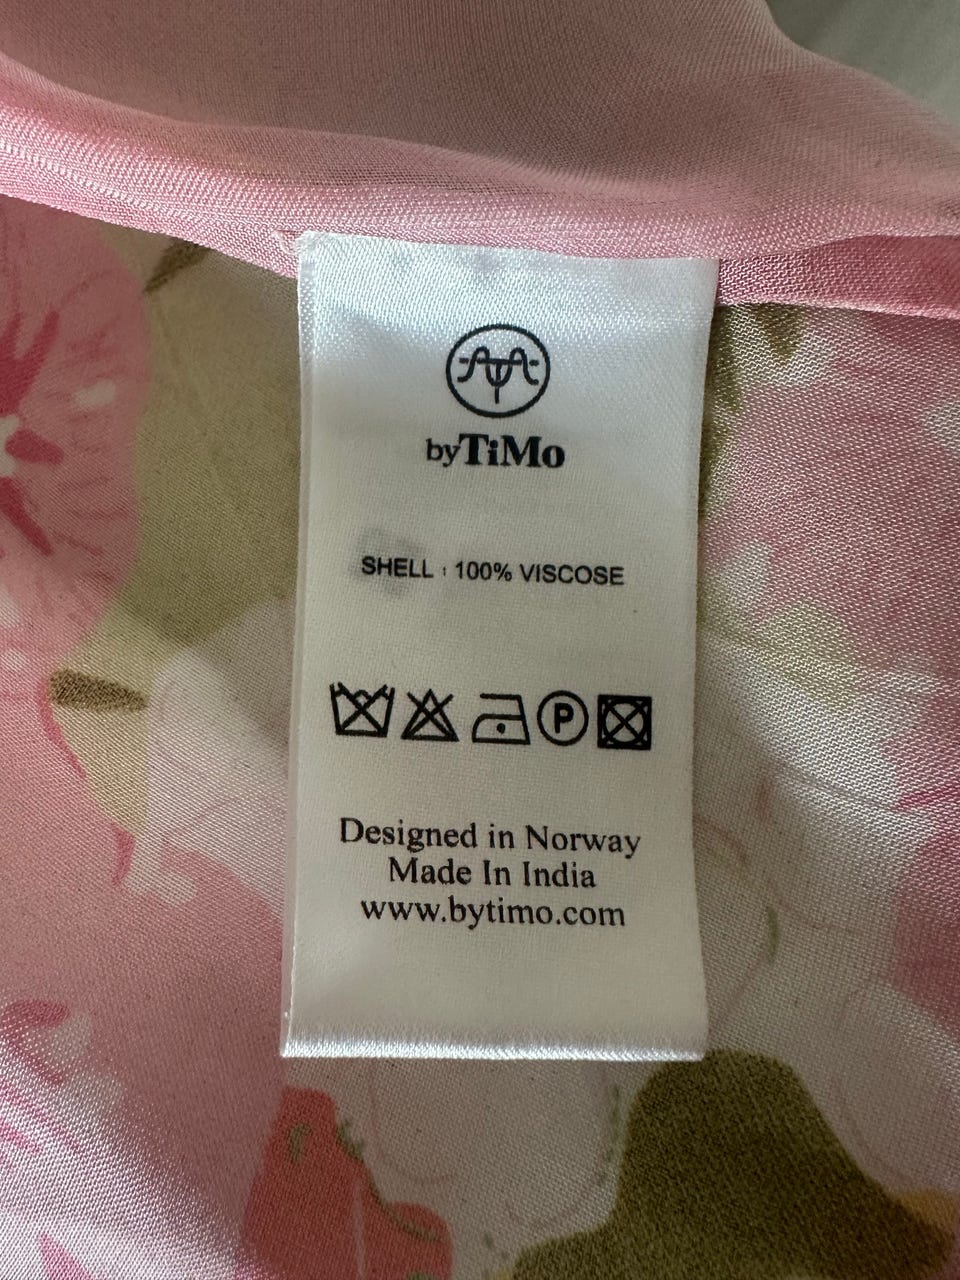 byTiMo
SHELL : 100% VISCOSE
P
Designed in Norway
Made In India
www.bytimo.com